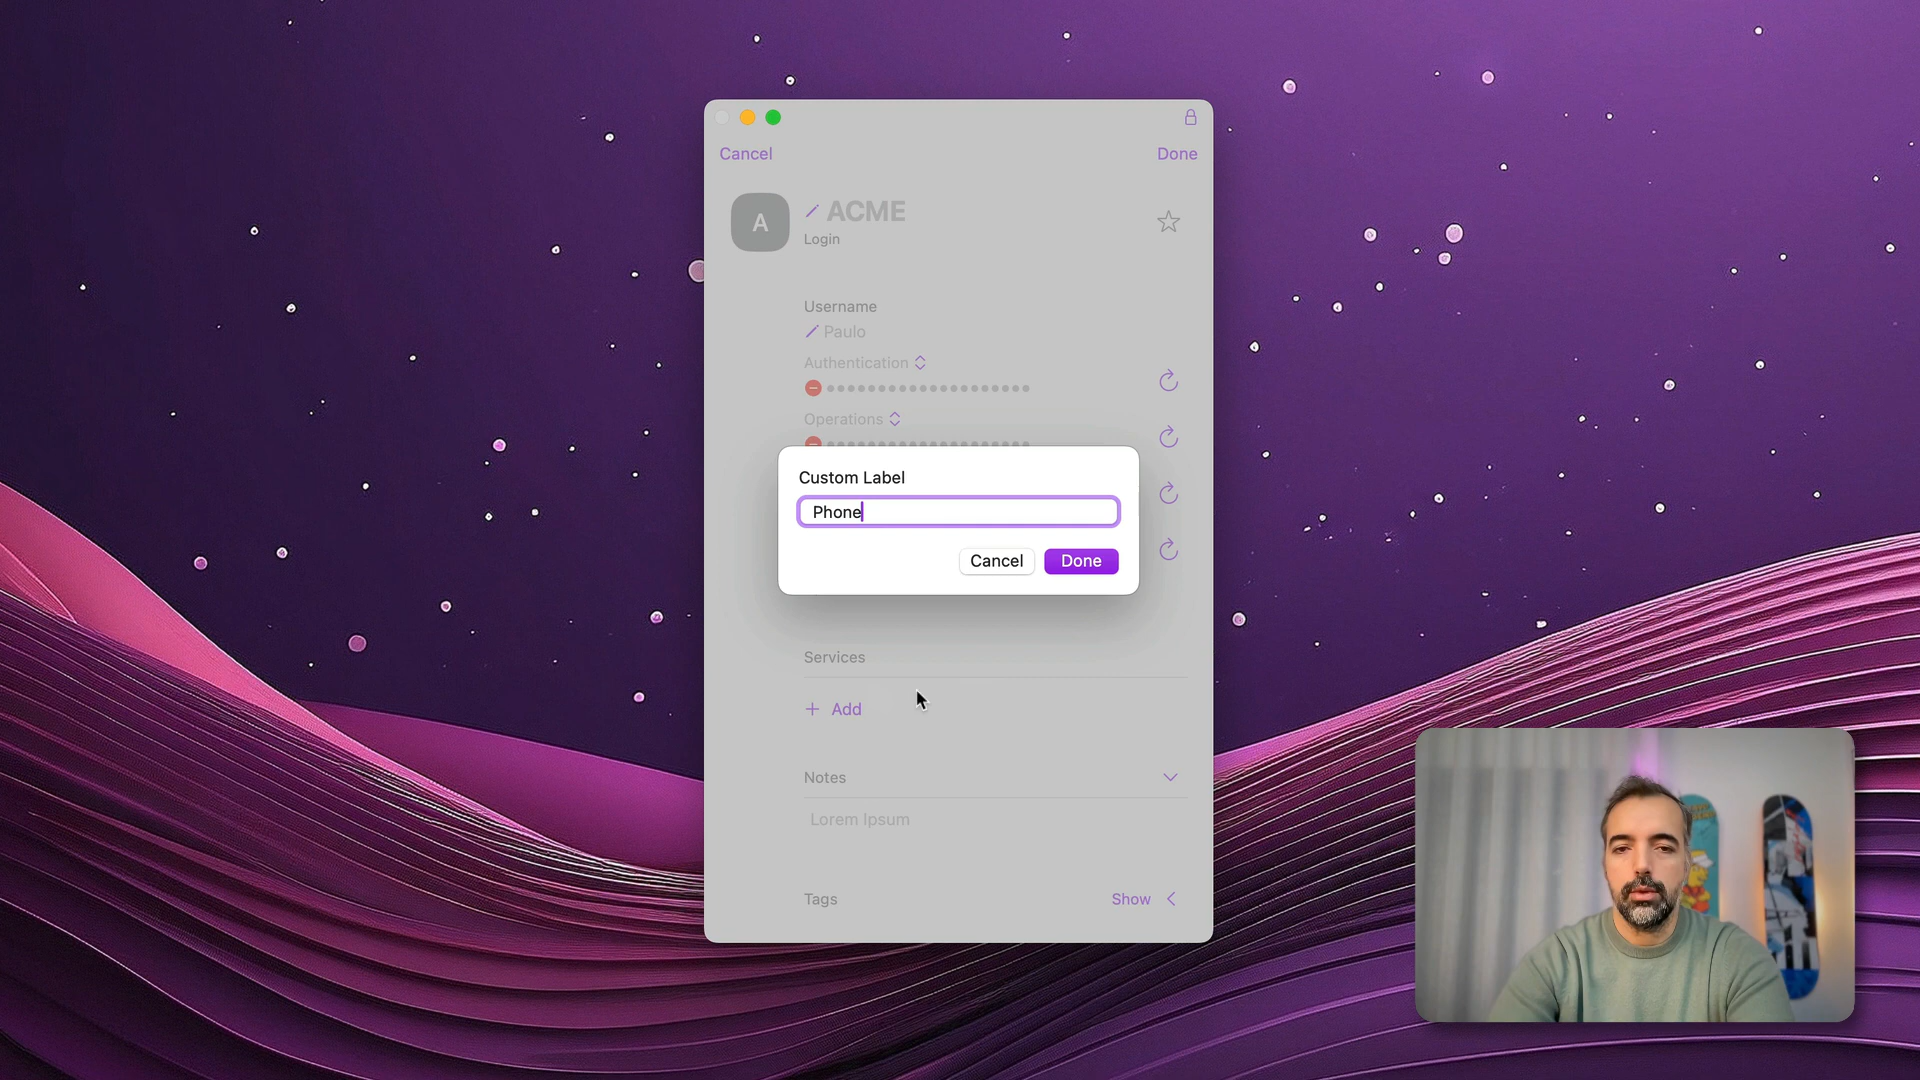 Cancel
Done
A
ACME
Login
Username
Paulo
Authentication
Operations
Custom Label
Phone
Cancel
Done
Services
+ Add
Notes
Lorem Ipsum
Tags
Show